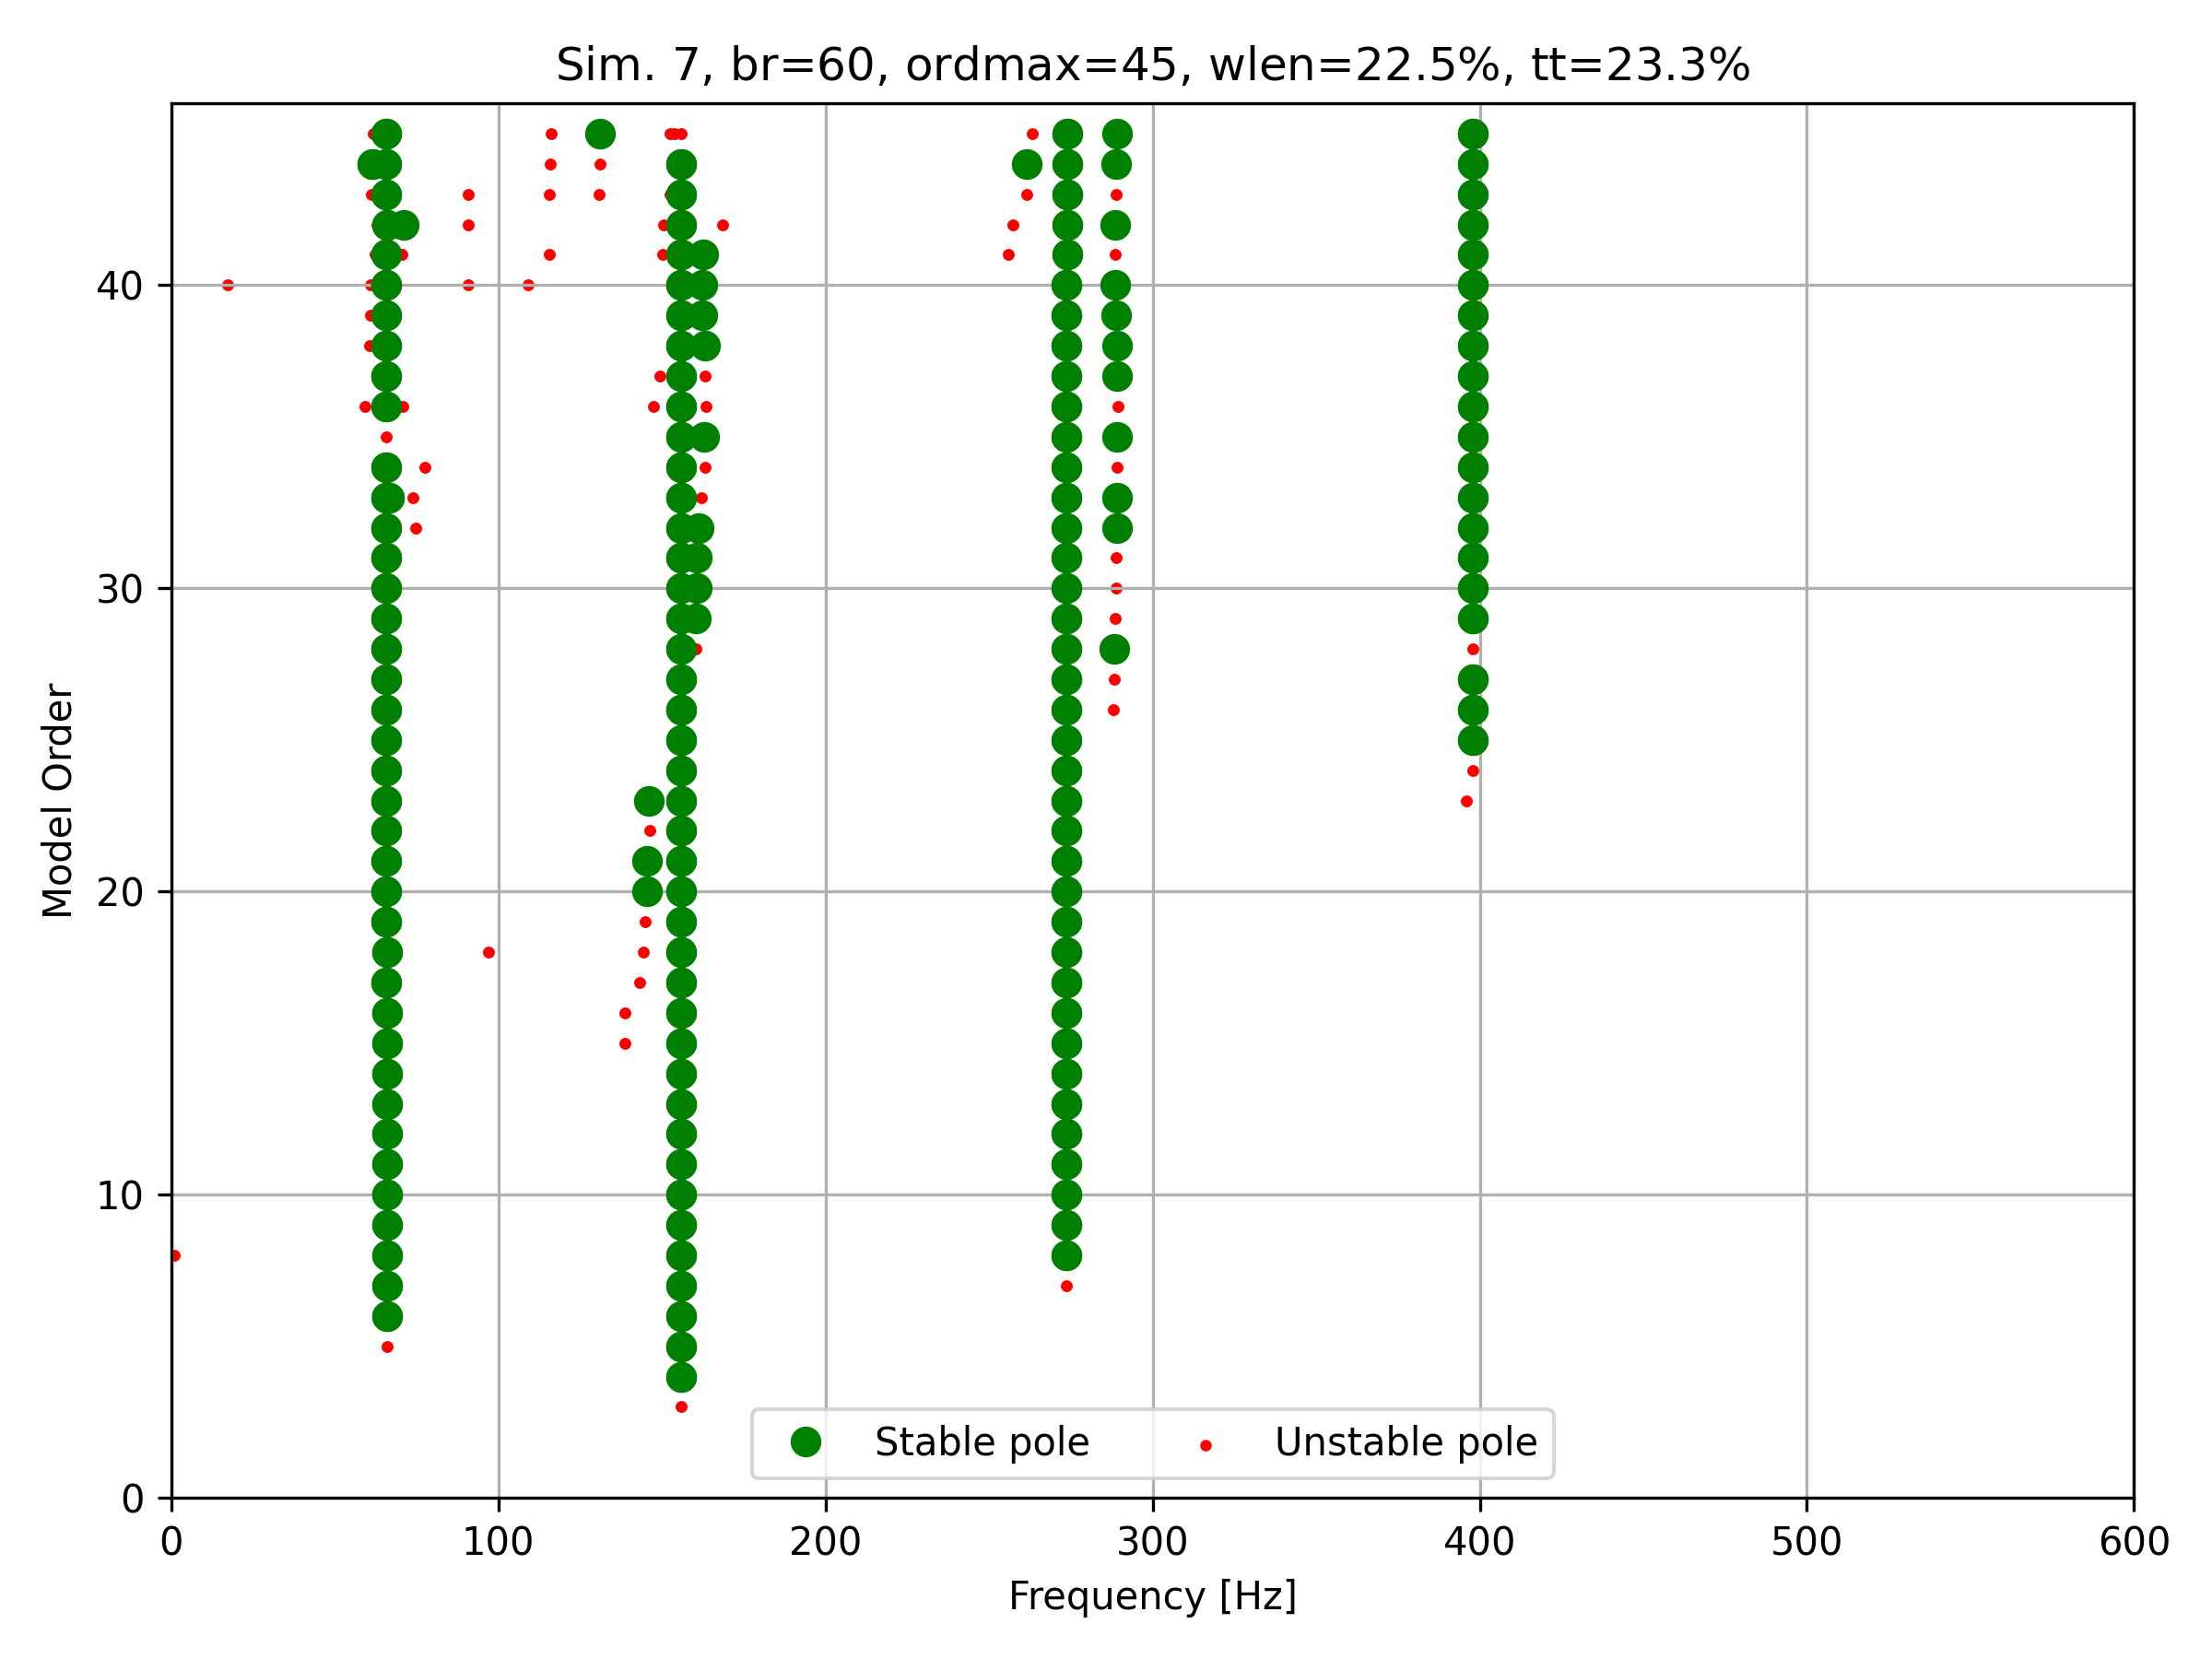 Sim. 7, br=60, ordmax=45, wlen=22.5%, tt=23.3%
Model Order
40
30
20
10
0
Stable pole Unstable pole
0 100 200 300 400 500 600
Frequency [Hz]